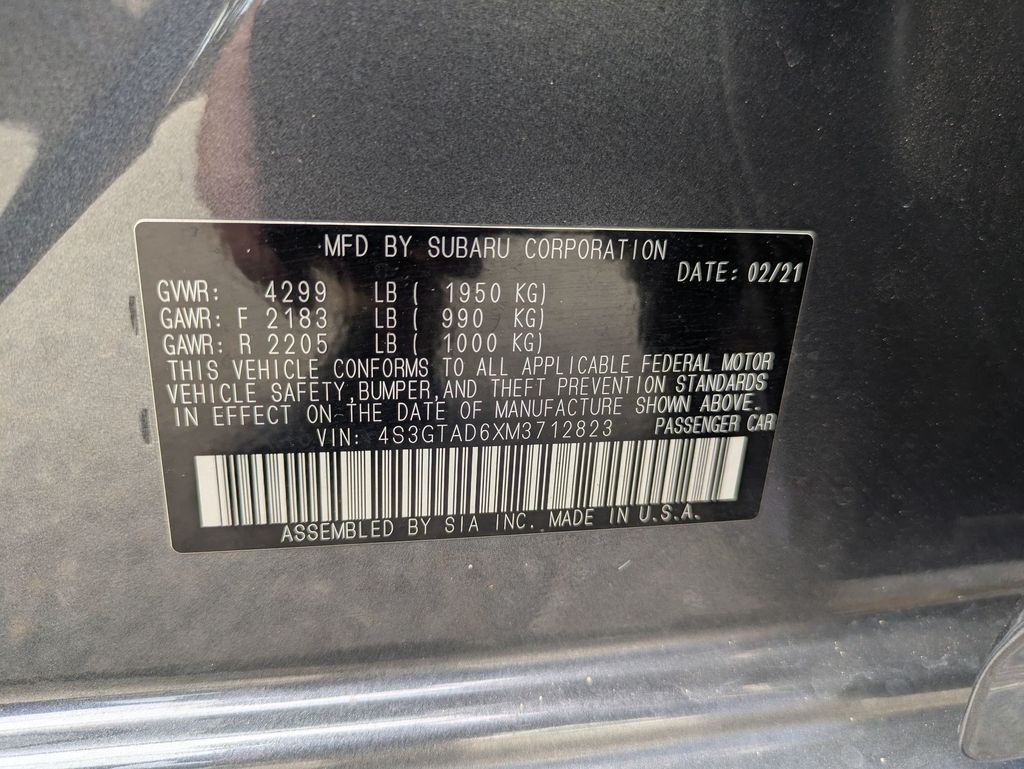 MFD BY SUBARU CORPORATION
DATE: 02/21
GVWR: 4299 LB ( 1950 KG)
GAWR: F 2183 LB ( 990 KG)
GAWR: R 2205 LB ( 1000 KG)
THIS VEHICLE CONFORMS TO ALL APPLICABLE FEDERAL MOTOR
VEHICLE SAFETY,BUMPER,AND THEFT PREVENTION STANDARDS
IN EFFECT ON THE DATE OF MANUFACTURE SHOWN ABOVE.
VIN: 4S3GTAD6XM3712823 PASSENGER CAR
ASSEMBLED BY SIA INC. MADE IN U.S.A.